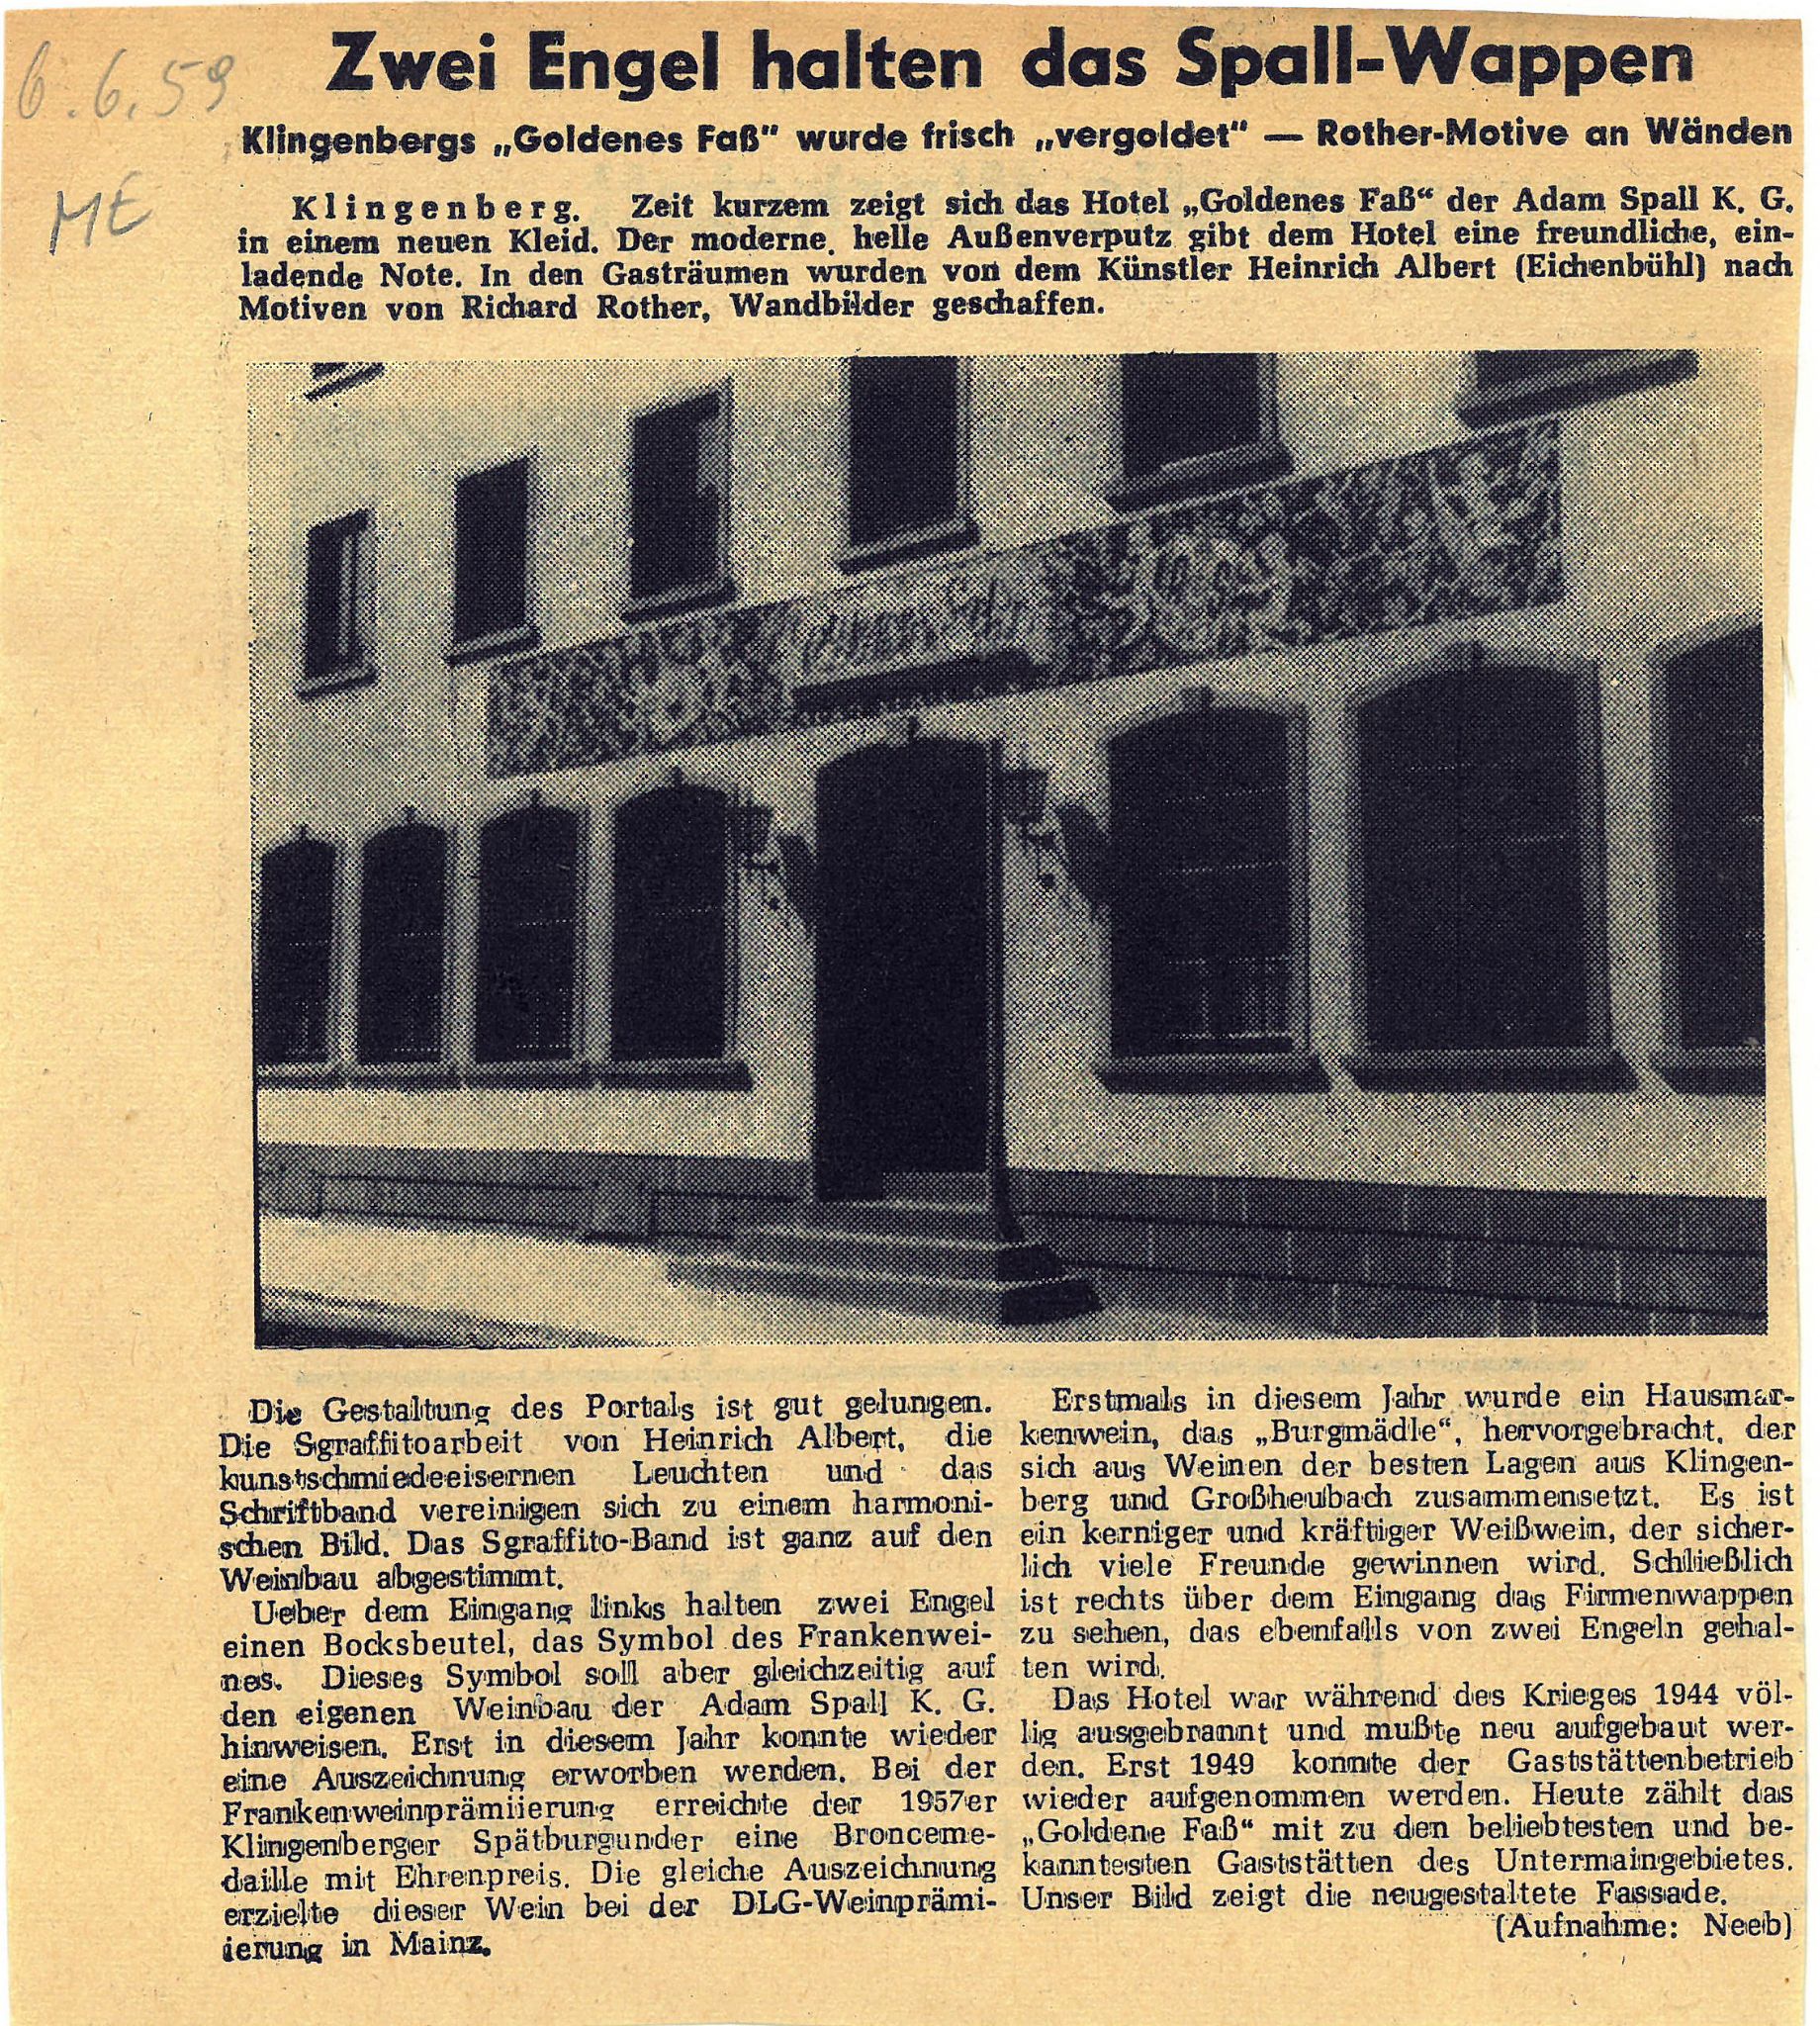 6.6.59
ME
Zwei Engel halten das Spall-Wappen
Klingenbergs „Goldenes Faß“ wurde frisch „vergoldet“ — Rother-Motive an Wänden
Klingenberg. Zeit kurzem zeigt sich das Hotel „Goldenes Faß“ der Adam Spall K. G.
in einem neuen Kleid. Der moderne, helle Außenverputz gibt dem Hotel eine freundliche, ein-
ladende Note. In den Gasträumen wurden von dem Künstler Heinrich Albert (Eichenbühl) nach
Motiven von Richard Rother, Wandbilder geschaffen.
Die Gestaltung des Portals ist gut gelungen.
Die Sgraffitoarbeit von Heinrich Albert, die
kunstschmiedeeisernen Leuchten und das
Schriftband vereinigen sich zu einem harmoni-
schen Bild. Das Sgraffito-Band ist ganz auf den
Weinbau abgestimmt.
Ueber dem Eingang links halten zwei Engel
einen Bocksbeutel, das Symbol des Frankenwei-
nes. Dieses Symbol soll aber gleichzeitig auf
den eigenen Weinbau der Adam Spall K. G.
hinweisen. Erst in diesem Jahr konnte wieder
eine Auszeichnung erworben werden. Bei der
Frankenweinprämiierung erreichte der 1957er
Klingenberger Spätburgunder eine Bronceme-
daille mit Ehrenpreis. Die gleiche Auszeichnung
erzielte dieser Wein bei der DLG-Weinprämi-
ierung in Mainz.
Erstmals in diesem Jahr wurde ein Hausmar-
kenwein, das „Burgmädle“, hervorgebracht, der
sich aus Weinen der besten Lagen aus Klingen-
berg und Großheubach zusammensetzt. Es ist
ein kerniger und kräftiger Weißwein, der sicher-
lich viele Freunde gewinnen wird. Schließlich
ist rechts über dem Eingang das Firmenwappen
zu sehen, das ebenfalls von zwei Engeln gehal-
ten wird.
Das Hotel war während des Krieges 1944 völ-
lig ausgebrannt und mußte neu aufgebaut wer-
den. Erst 1949 konnte der Gaststättenbetrieb
wieder aufgenommen werden. Heute zählt das
„Goldene Faß“ mit zu den beliebtesten und be-
kanntesten Gaststätten des Untermaingebietes.
Unser Bild zeigt die neugestaltete Fassade.
(Aufnahme: Neeb)